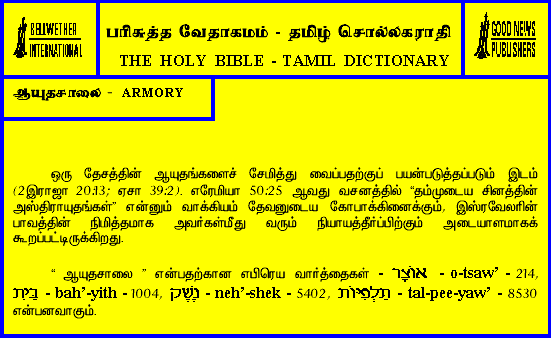 BELLWETHER
INTERNATIONAL
பரிசுத்த வேதாகமம் - தமிழ் சொல்லகராதி
THE HOLY BIBLE - TAMIL DICTIONARY
GOOD NEWS
PUBLISHERS
ஆயுதசாலை - ARMORY
ஒரு தேசத்தின் ஆயுதங்களைச் சேமித்து வைப்பதற்குப் பயன்படுத்தப்படும் இடம்
(2இராஜா 20:13; ஏசா 39:2). எரேமியா 50:25 ஆவது வசனத்தில் “தம்முடைய சினத்தின்
அஸ்திராயுதங்கள்” என்னும் வாக்கியம் தேவனுடைய கோபாக்கினைக்கும், இஸ்ரவேலரின்
பாவத்தின் நிமித்தமாக அவர்கள்மீது வரும் நியாயத்தீர்ப்பிற்கும் அடையாளமாகக்
கூறப்பட்டிருக்கிறது.
“ ஆயுதசாலை ” என்பதற்கான எபிரெய வார்த்தைகள் - אוֹצָר - o-tsaw’ - 214,
בַּיִת - bah’-yith - 1004, נֶשֶׁק - neh’-shek - 5402, תַּלְפִּיּוֹת - tal-pee-yaw’ - 8530
என்பனவாகும்.